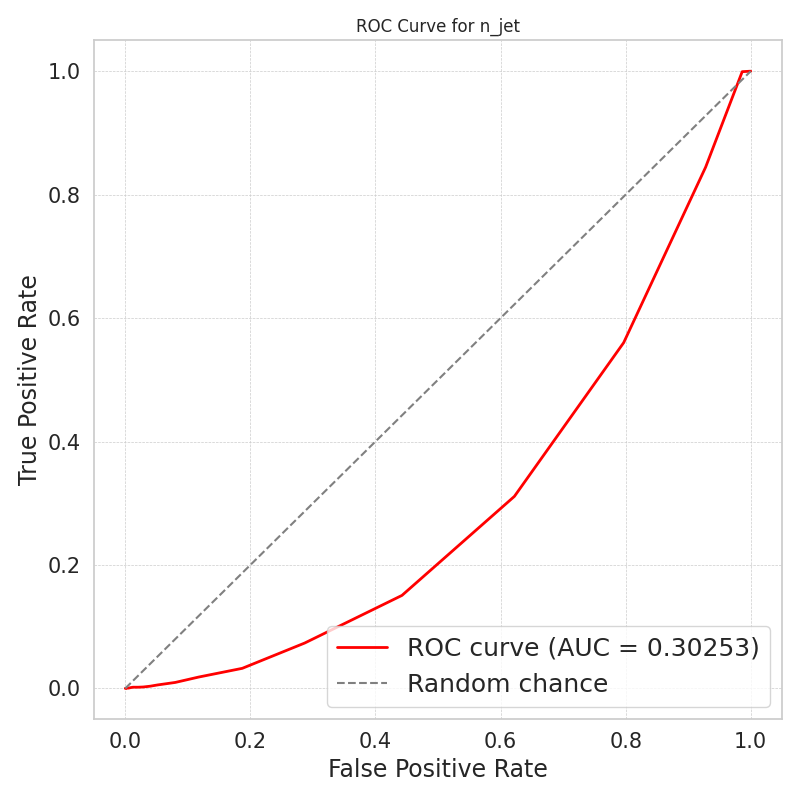 ROC Curve for n_jet
1.0
0.8
0.6
0.4
0.2
0.0
True Positive Rate
ROC curve (AUC = 0.30253)
Random chance
0.0 0.2 0.4 0.6 0.8 1.0
False Positive Rate